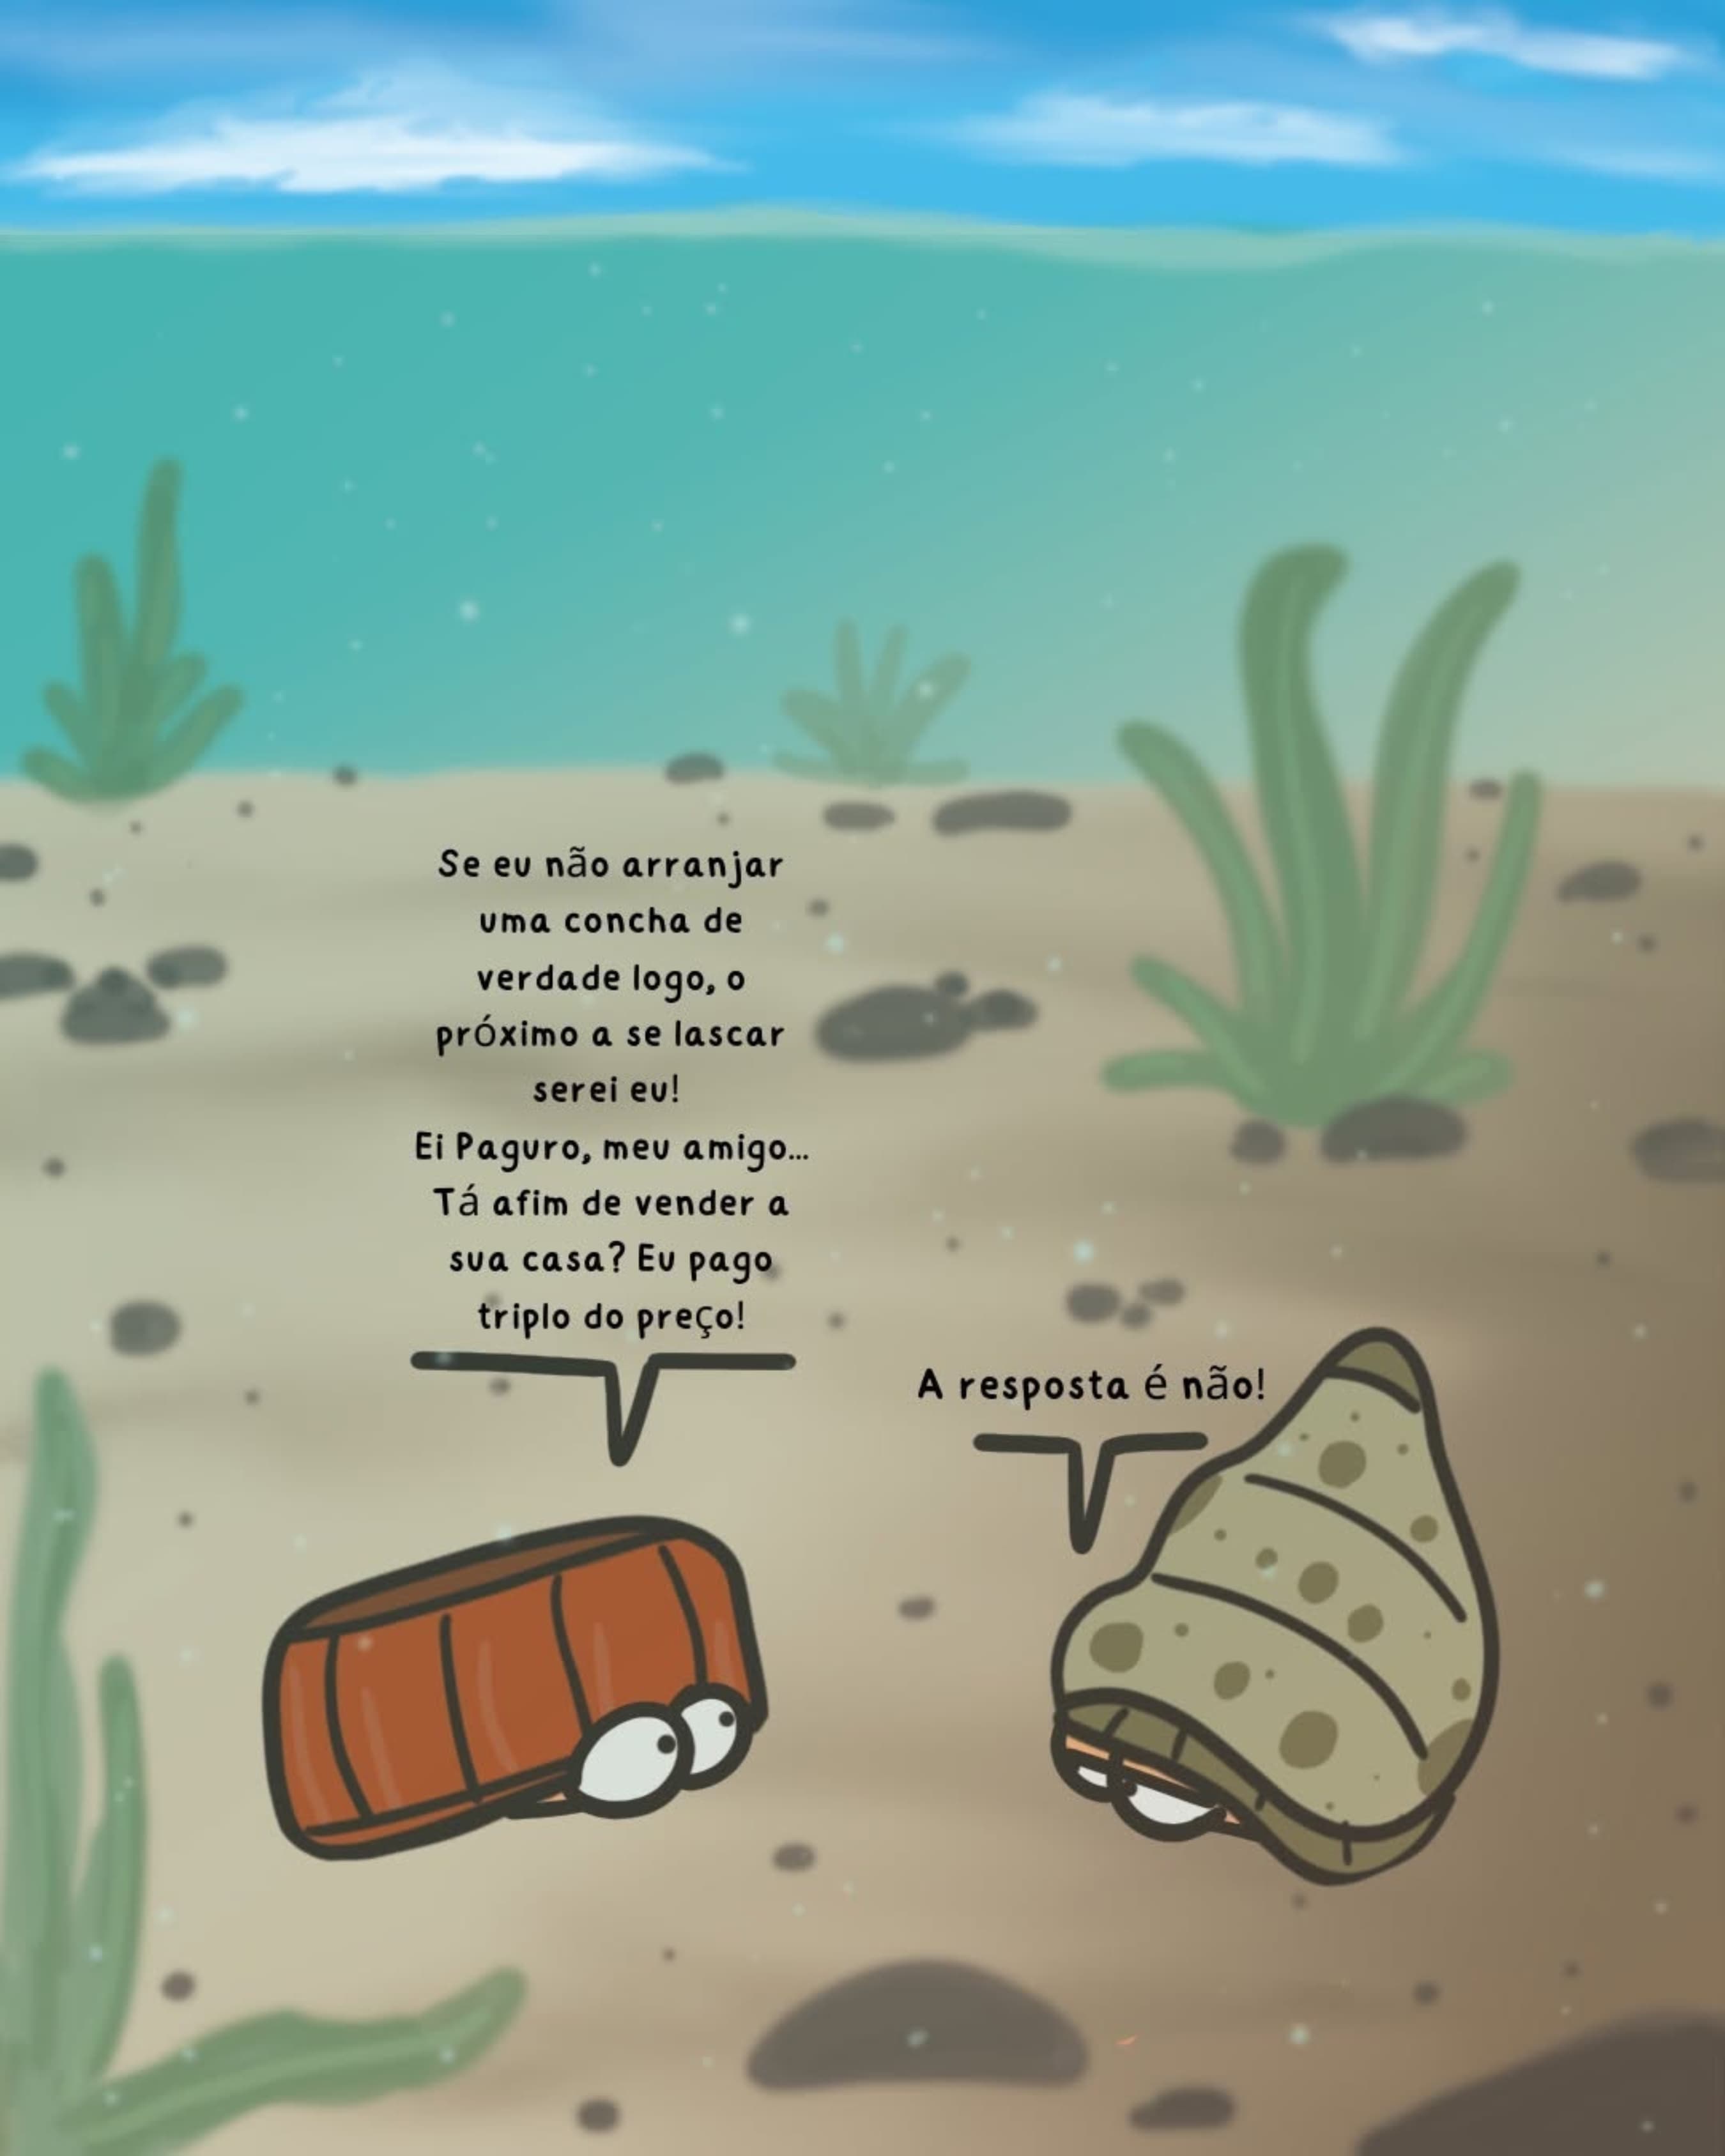 Se eu não arranjar
uma concha de
verdade logo, o
próximo a se lascar
serei eu!
Ei Paguro, meu amigo...
Tá afim de vender a
sua casa? Eu pago
triplo do preço!
A resposta é não!